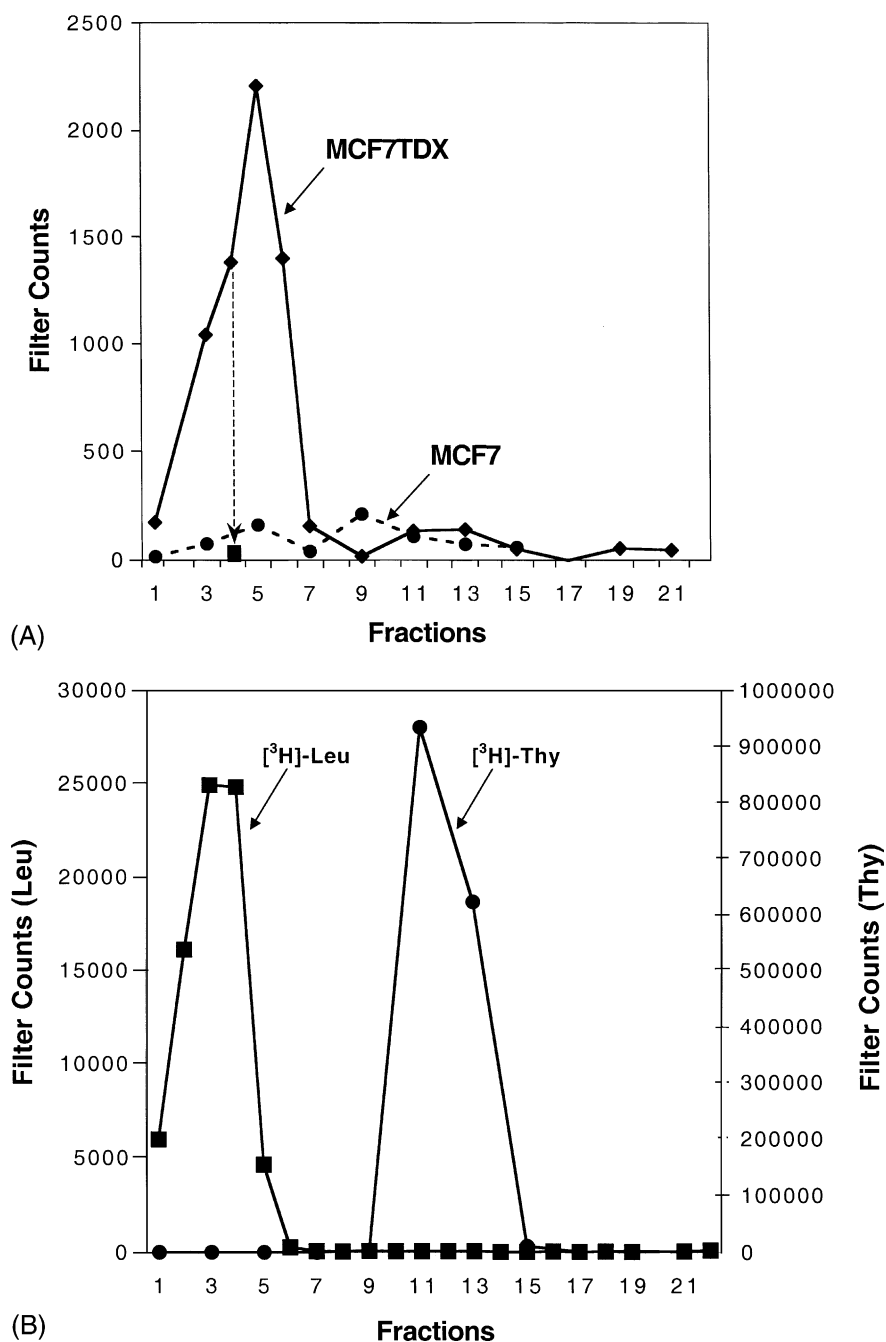 2500
2000
1500
1000
500
0
Filter Counts
MCF7TDX
MCF7
1 3 5 7 9 11 13 15 17 19 21
Fractions
(A)
30000
25000
20000
15000
10000
5000
0
Filter Counts (Leu)
[³H]-Leu
[³H]-Thy
1000000
900000
800000
700000
600000
500000
400000
300000
200000
100000
0
Filter Counts (Thy)
1 3 5 7 9 11 13 15 17 19 21
Fractions
(B)